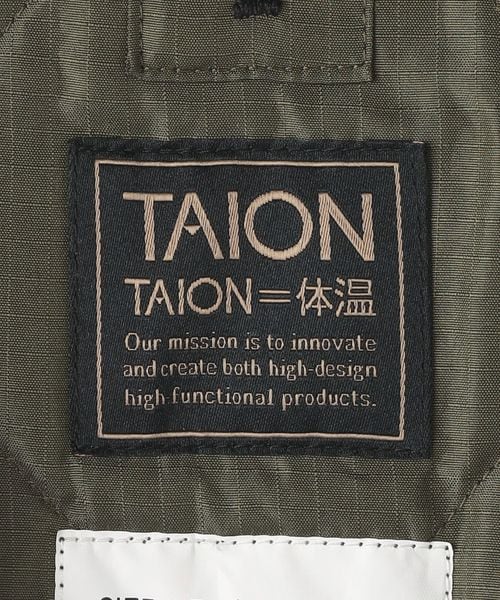 TAION
TAION=体温
Our mission is to innovate
and create both high-design
high-functional products.